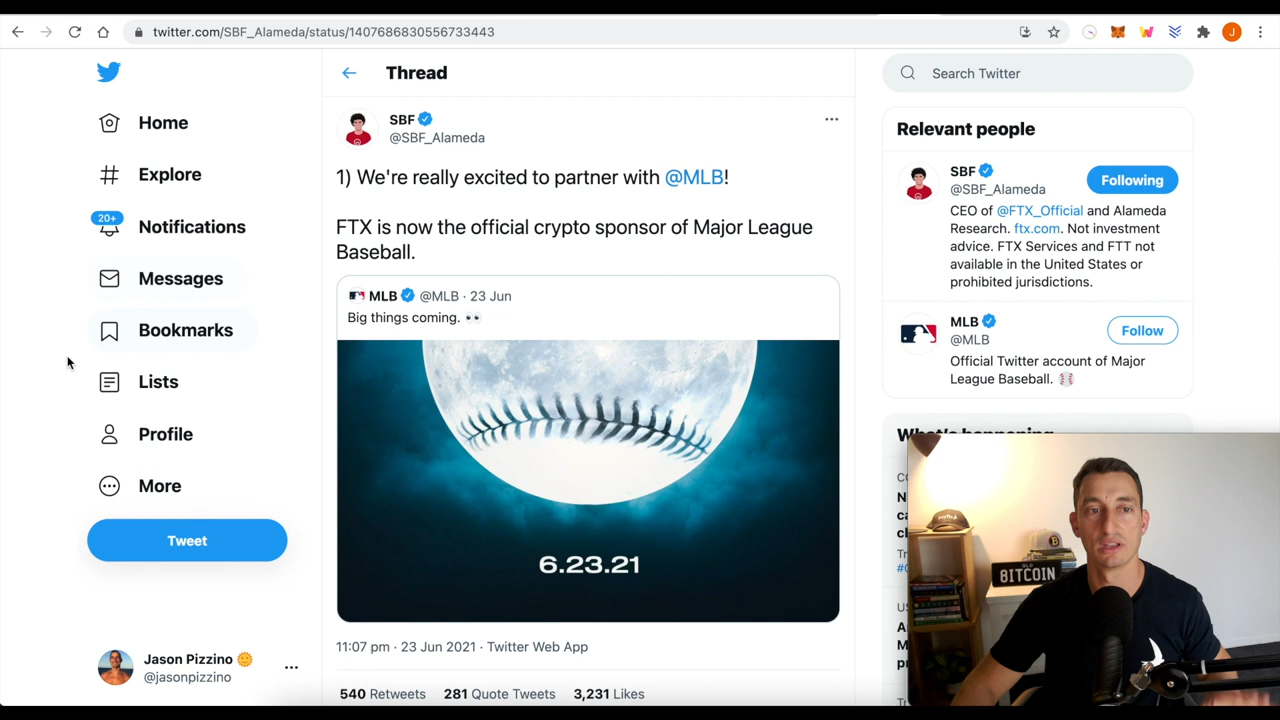 twitter.com/SBF_Alameda/status/1407686830556733443
J
Home
Explore
20+
Notifications
Messages
Bookmarks
Lists
Profile
More
Tweet
Jason Pizzino
@jasonpizzino
Thread
SBF
@SBF_Alameda
1) We're really excited to partner with @MLB!
FTX is now the official crypto sponsor of Major League
Baseball.
MLB @MLB · 23 Jun
Big things coming. 👀
6.23.21
11:07 pm · 23 Jun 2021 · Twitter Web App
540 Retweets 281 Quote Tweets 3,231 Likes
Search Twitter
Relevant people
SBF
@SBF_Alameda
Following
CEO of @FTX_Official and Alameda
Research. ftx.com. Not investment
advice. FTX Services and FTT not
available in the United States or
prohibited jurisdictions.
MLB
@MLB
Follow
Official Twitter account of Major
League Baseball. ⚾
What's happening
BITCOIN